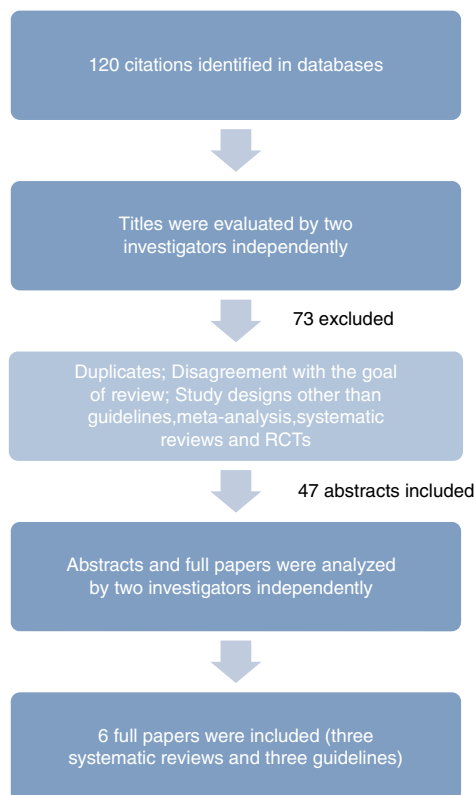 120 citations identified in databases
Titles were evaluated by two
investigators independently
73 excluded
Duplicates; Disagreement with the goal
of review; Study designs other than
guidelines,meta-analysis,systematic
reviews and RCTs
47 abstracts included
Abstracts and full papers were analyzed
by two investigators independently
6 full papers were included (three
systematic reviews and three guidelines)